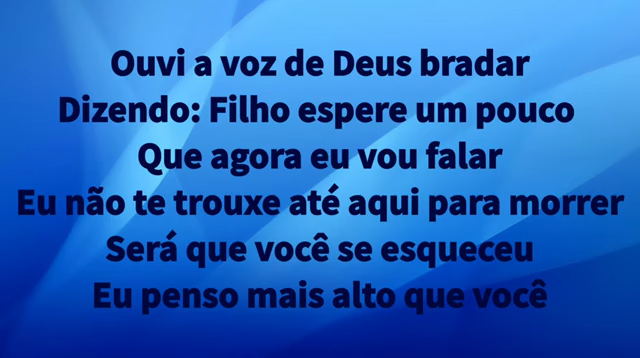 Ouvi a voz de Deus bradar
Dizendo: Filho espere um pouco
Que agora eu vou falar
Eu não te trouxe até aqui para morrer
Será que você se esqueceu
Eu penso mais alto que você